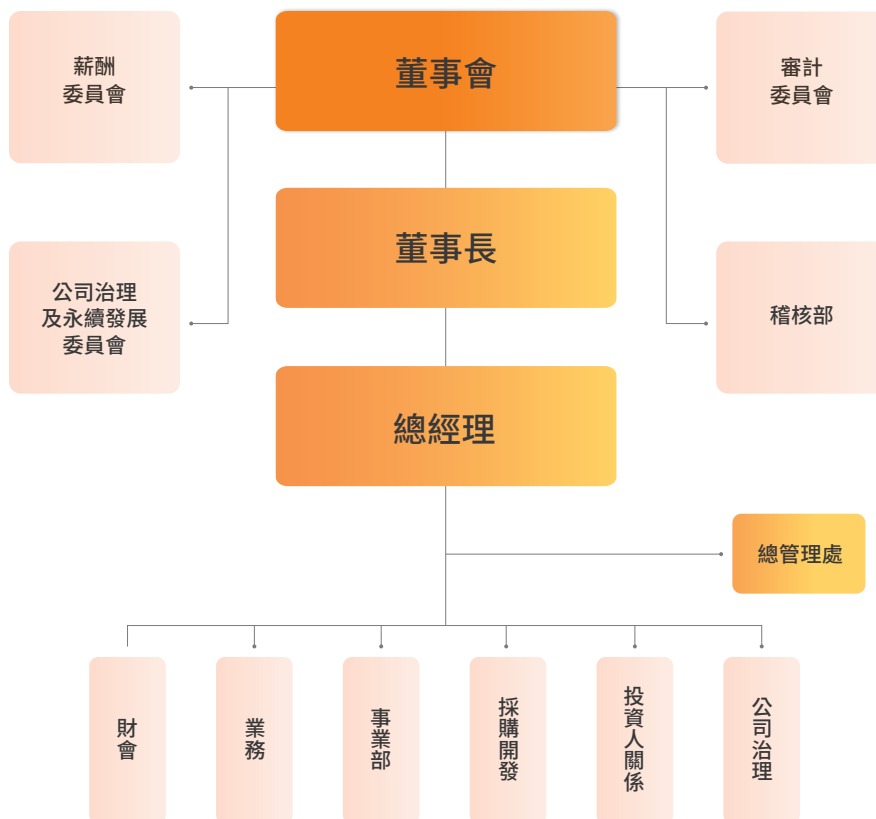 薪酬
委員會
董事會
審計
委員會
董事長
公司治理
及永續發展
委員會
稽核部
總經理
總管理處
財會
業務
事業部
採購開發
投資人關係
公司治理